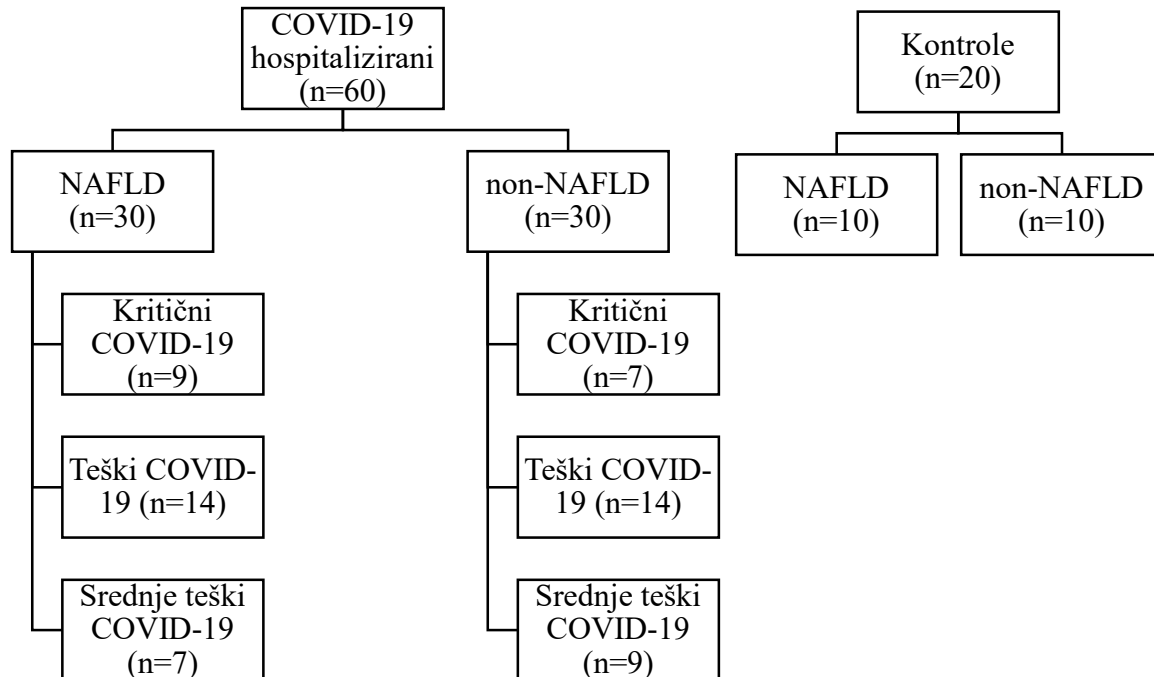 COVID-19
hospitalizirani
(n=60)
Kontrole
(n=20)
NAFLD
(n=30)
non-NAFLD
(n=30)
NAFLD
(n=10)
non-NAFLD
(n=10)
Kritični
COVID-19
(n=9)
Kritični
COVID-19
(n=7)
Teški COVID-
19 (n=14)
Teški COVID-
19 (n=14)
Srednje teški
COVID-19
(n=7)
Srednje teški
COVID-19
(n=9)